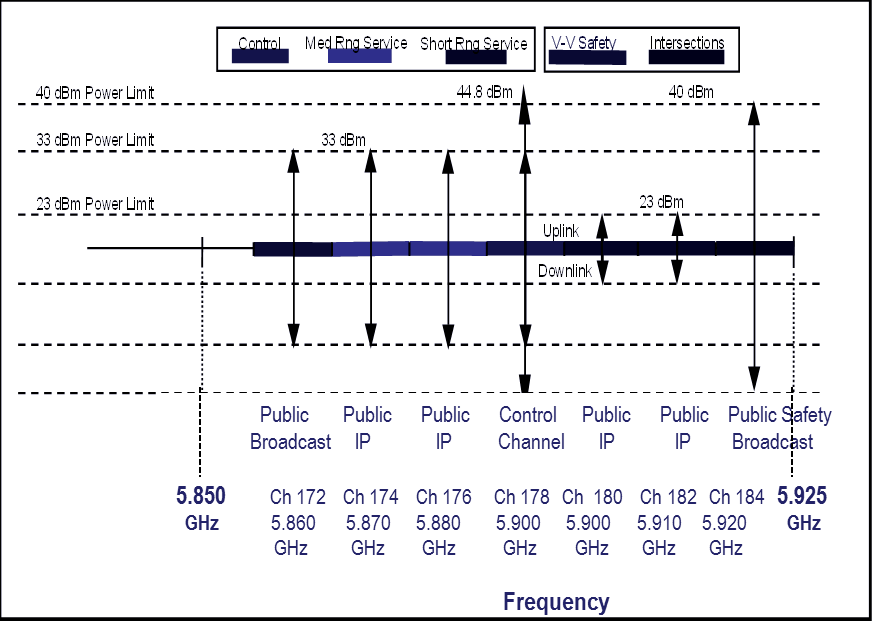 Control Med Rng Service Short Rng Service V-V Safety Intersections
40 dBm Power Limit 44.8 dBm 40 dBm
33 dBm Power Limit 33 dBm
23 dBm Power Limit 23 dBm
Uplink
Downlink
Public Public Public Control Public Public Public Safety
Broadcast IP IP Channel IP IP Broadcast
5.850 Ch 172 Ch 174 Ch 176 Ch 178 Ch 180 Ch 182 Ch 184 5.925
GHz 5.860 5.870 5.880 5.900 5.900 5.910 5.920 GHz
GHz GHz GHz GHz GHz GHz GHz
Frequency